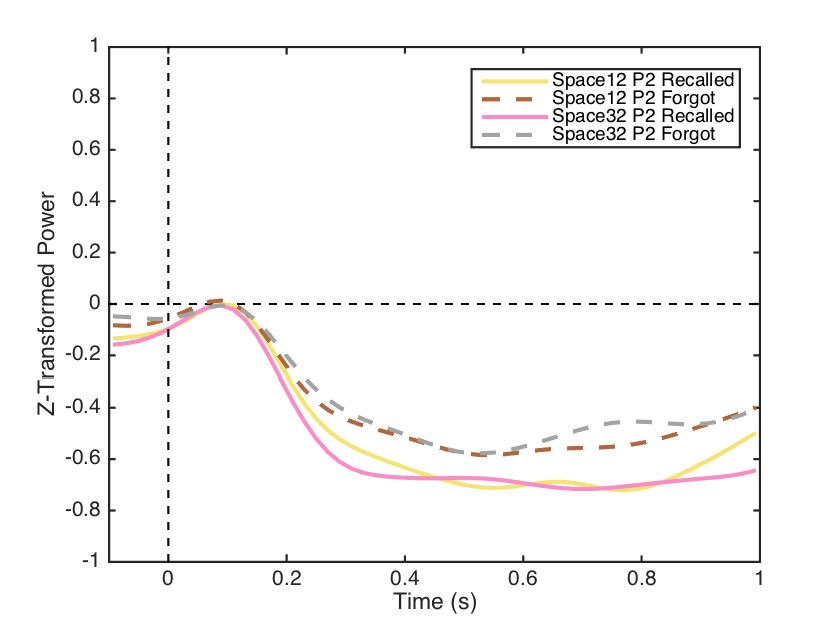 1
0.8
0.6
0.4
0.2
0
-0.2
-0.4
-0.6
-0.8
-1
Z-Transformed Power
Space12 P2 Recalled
Space12 P2 Forgot
Space32 P2 Recalled
Space32 P2 Forgot
0 0.2 0.4 0.6 0.8 1
Time (s)